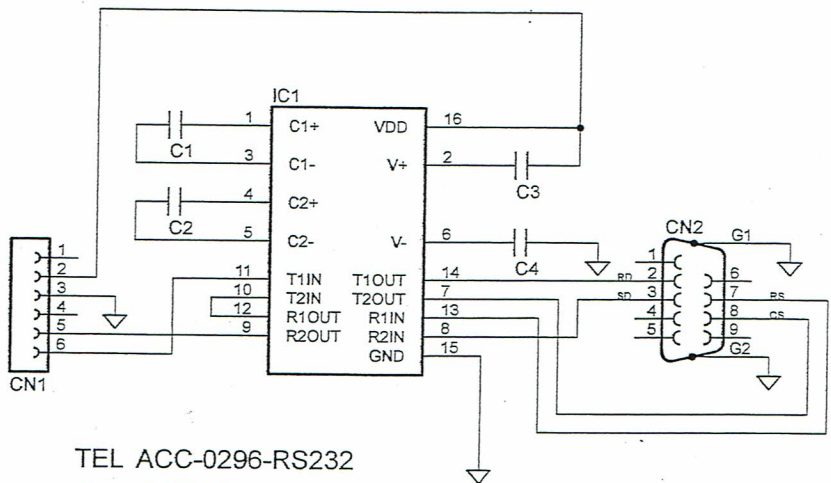 IC1
1 C1+ VDD 16
C1
3 C1- V+ 2
C3
4 C2+
C2
5 C2- V- 6
C4
CN2
G1
1
2
3
4
5
6
CN1
11 T1IN T1OUT 14
10 T2IN T2OUT 7
12 R1OUT R1IN 13
9 R2OUT R2IN 8
GND 15
1
RD 2
SD 3
4
5
6
7 RS
8 CS
9
G2
TEL ACC-0296-RS232